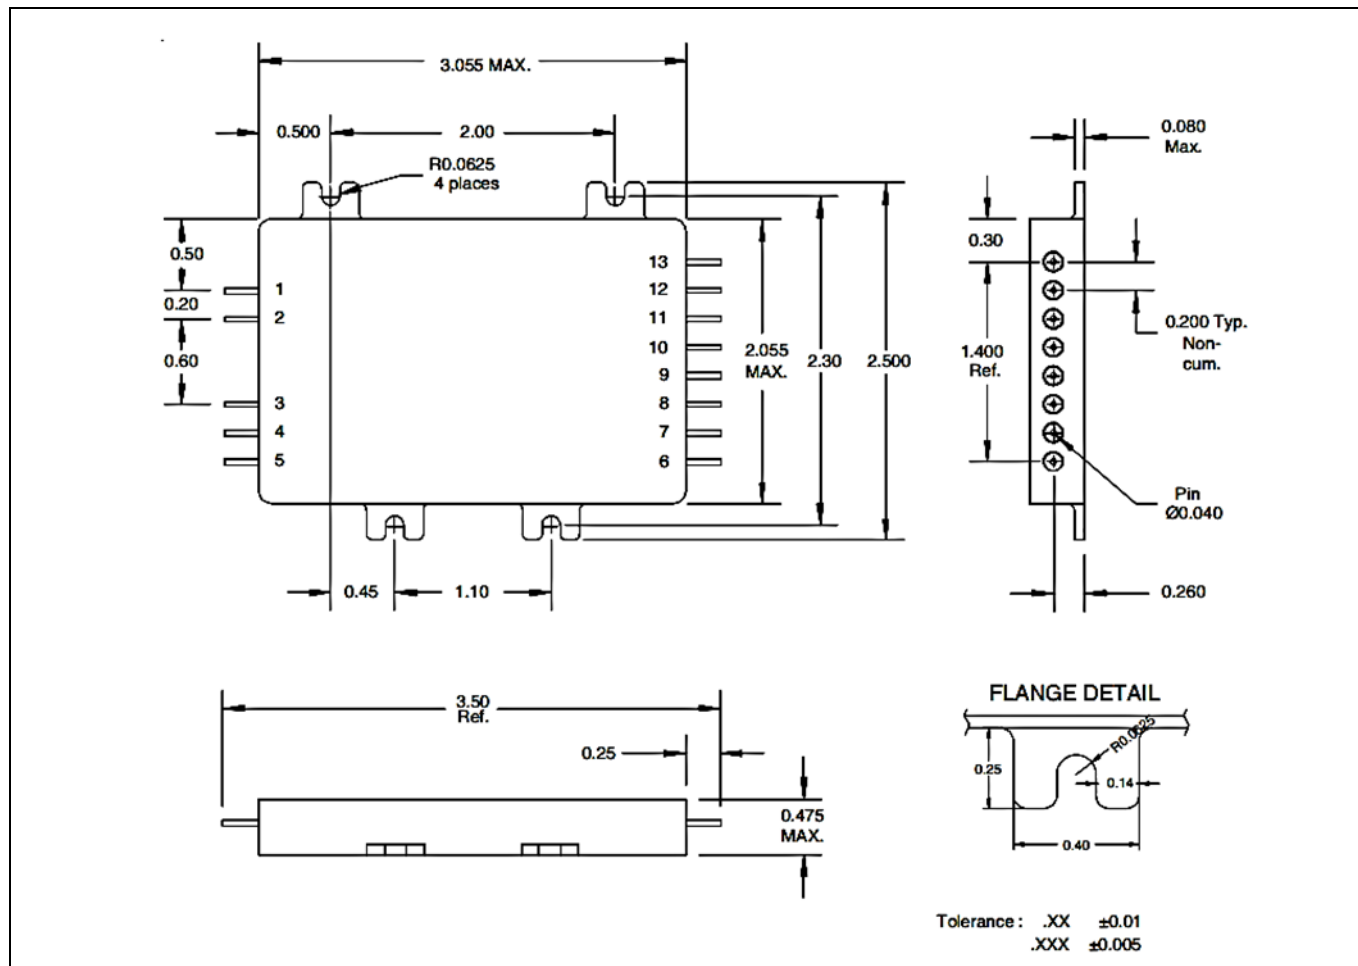 3.055 MAX.
0.500
2.00
0.080
Max.
R0.0625
4 places
0.50
0.30
13
1
12
0.20
2
11
0.200 Typ.
Non-
cum.
0.60
10
2.055
MAX.
2.30
2.500
1.400
Ref.
9
3
8
4
7
5
6
Pin
Ø0.040
0.45
1.10
0.260
3.50
Ref.
FLANGE DETAIL
0.25
R0.0625
0.25
0.14
0.475
MAX.
0.40
Tolerance : .XX ±0.01
.XXX ±0.005